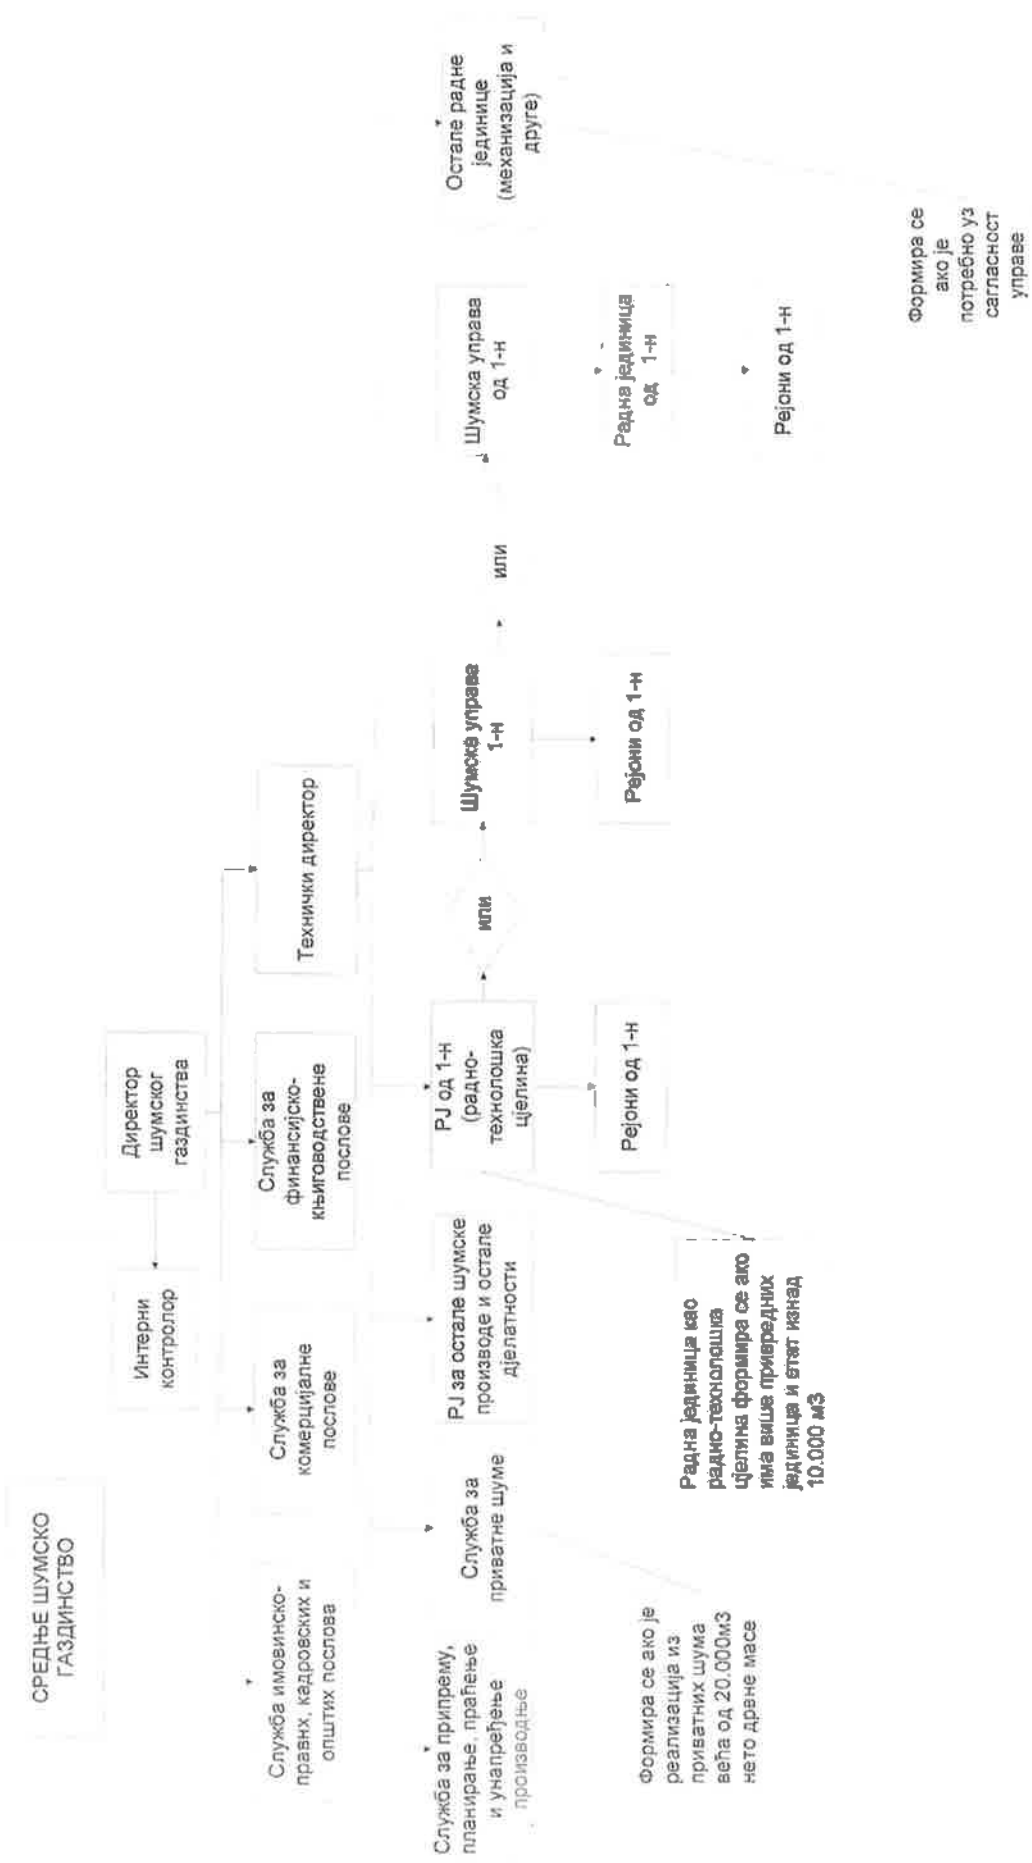 СРЕДЊЕ ШУМСКО
ГАЗДИНСТВО
Директор
шумског
газдинства
Интерни
контролор
Служба имовинско-
правнх, кадровских и
општих послова
Служба за
комерцијалне
послове
Служба за
финансијско-
књиговодствене
послове
Технички директор
Служба за припрему,
планирање, праћење
и унапређење
производње
Служба за
приватне шуме
РЈ за остале шумске
производе и остале
дјелатности
РЈ од 1-н
(радно-
технолошка
цјелина)
или
Шумска управа
1-н
или
Шумска управа
од 1-н
Остале радне
јединице
(механизација и
друге)
Рејони од 1-н
Рејони од 1-н
Радна јединица
од 1-н
Рејони од 1-н
Формира се ако је
реализација из
приватних шума
већа од 20.000м3
нето дрвне масе
Радна јединица као
радно-технолошка
цјелина формира се ако
има више привредних
јединица и етат изнад
10.000 м3
Формира се
ако је
потребно уз
сагласност
управе